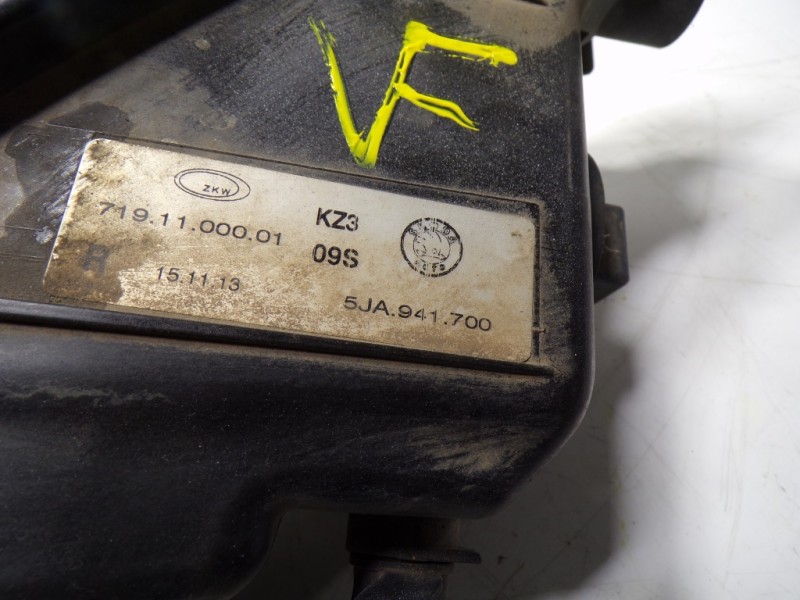 VF
ZKW
719.11.000.01 KZ3
R 15.11.13 09S
5JA.941.700